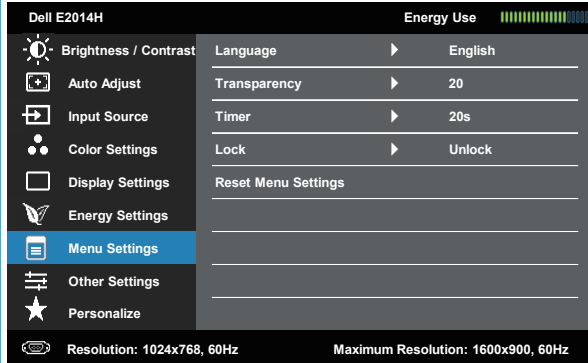 Dell E2014H Energy Use
Brightness / Contrast Language English
Auto Adjust Transparency 20
Input Source Timer 20s
Color Settings Lock Unlock
Display Settings Reset Menu Settings
Energy Settings
Menu Settings
Other Settings
Personalize
Resolution: 1024x768, 60Hz Maximum Resolution: 1600x900, 60Hz